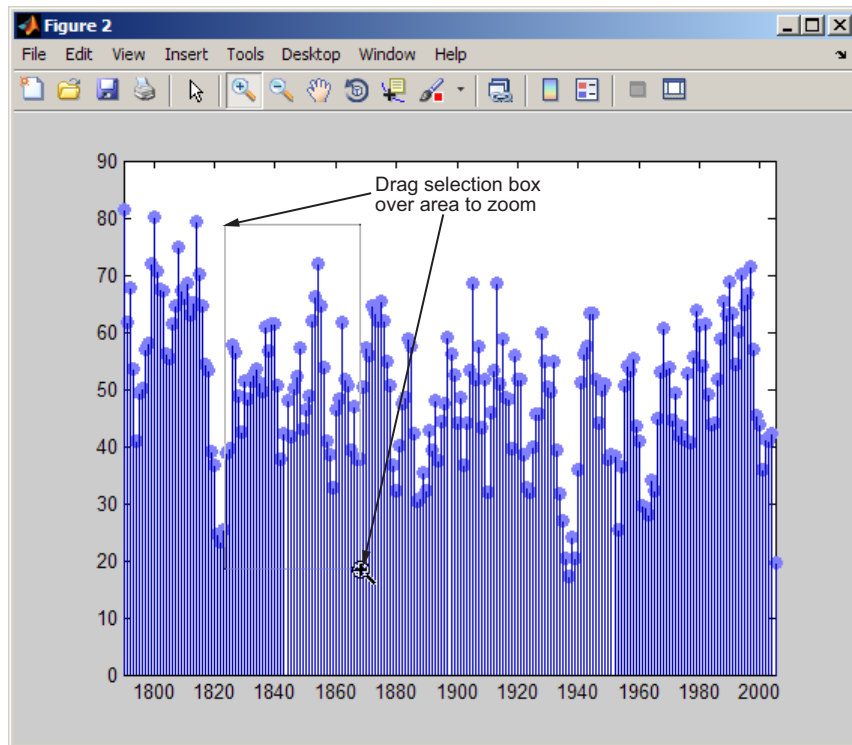 Figure 2
File Edit View Insert Tools Desktop Window Help
90
Drag selection box
over area to zoom
80
70
60
50
40
30
20
10
0
1800 1820 1840 1860 1880 1900 1920 1940 1960 1980 2000